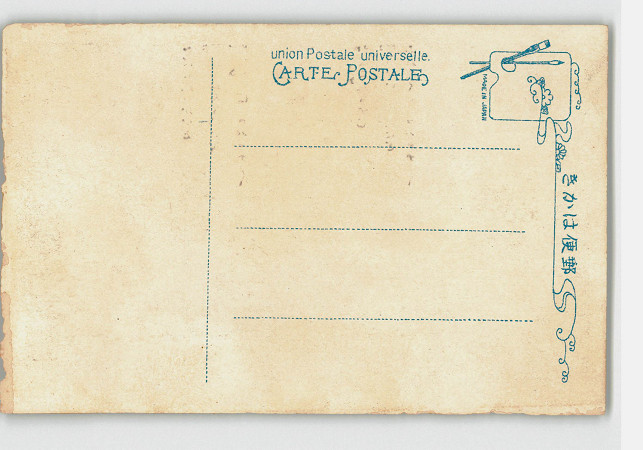 union Postale universelle.
CARTE POSTALE
MADE IN JAPAN
郵便はかき